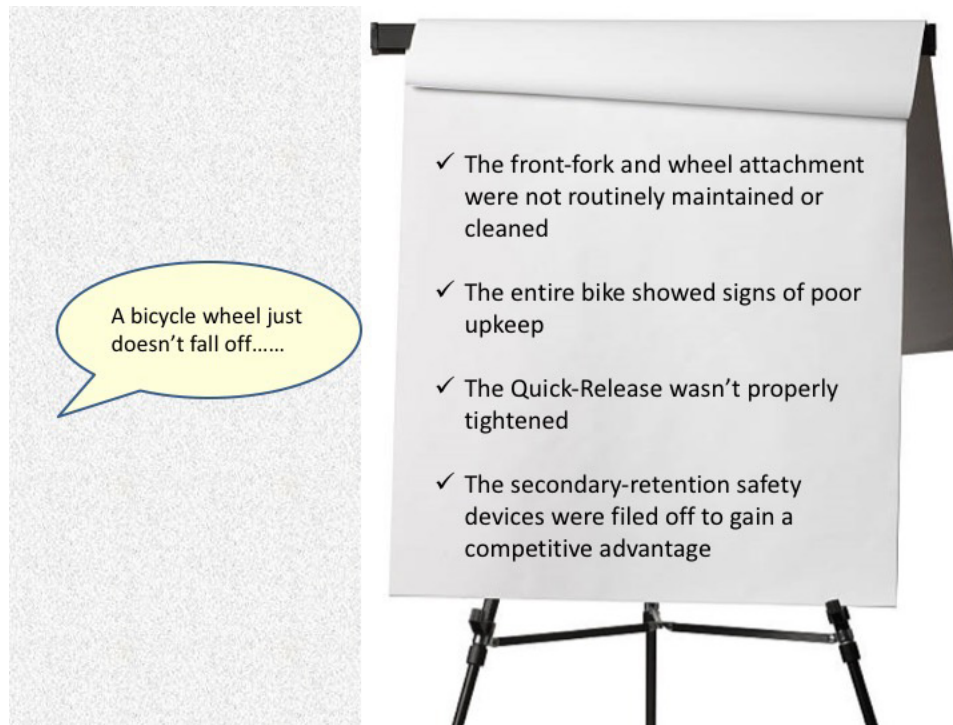 A bicycle wheel just
doesn’t fall off……
✓ The front-fork and wheel attachment
were not routinely maintained or
cleaned
✓ The entire bike showed signs of poor
upkeep
✓ The Quick-Release wasn’t properly
tightened
✓ The secondary-retention safety
devices were filed off to gain a
competitive advantage